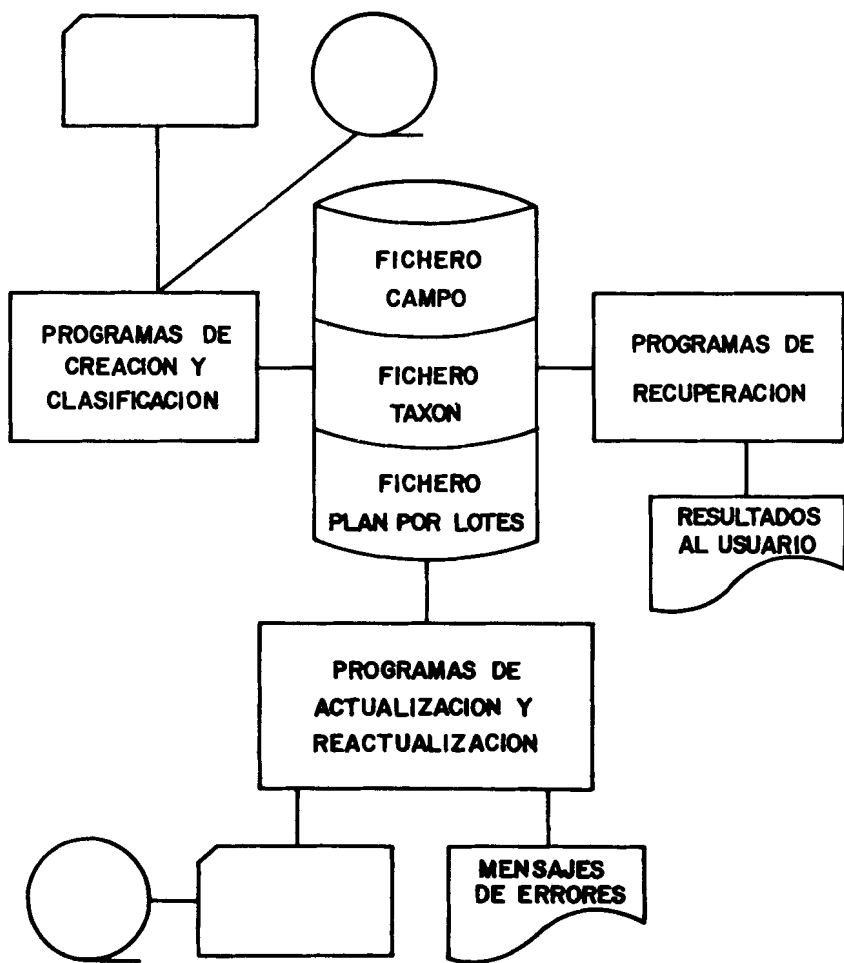 FICHERO
CAMPO
PROGRAMAS DE
CREACION Y
CLASIFICACION
FICHERO
TAXON
PROGRAMAS DE
RECUPERACION
FICHERO
PLAN POR LOTES
RESULTADOS
AL USUARIO
PROGRAMAS DE
ACTUALIZACION Y
REACTUALIZACION
MENSAJES
DE ERRORES